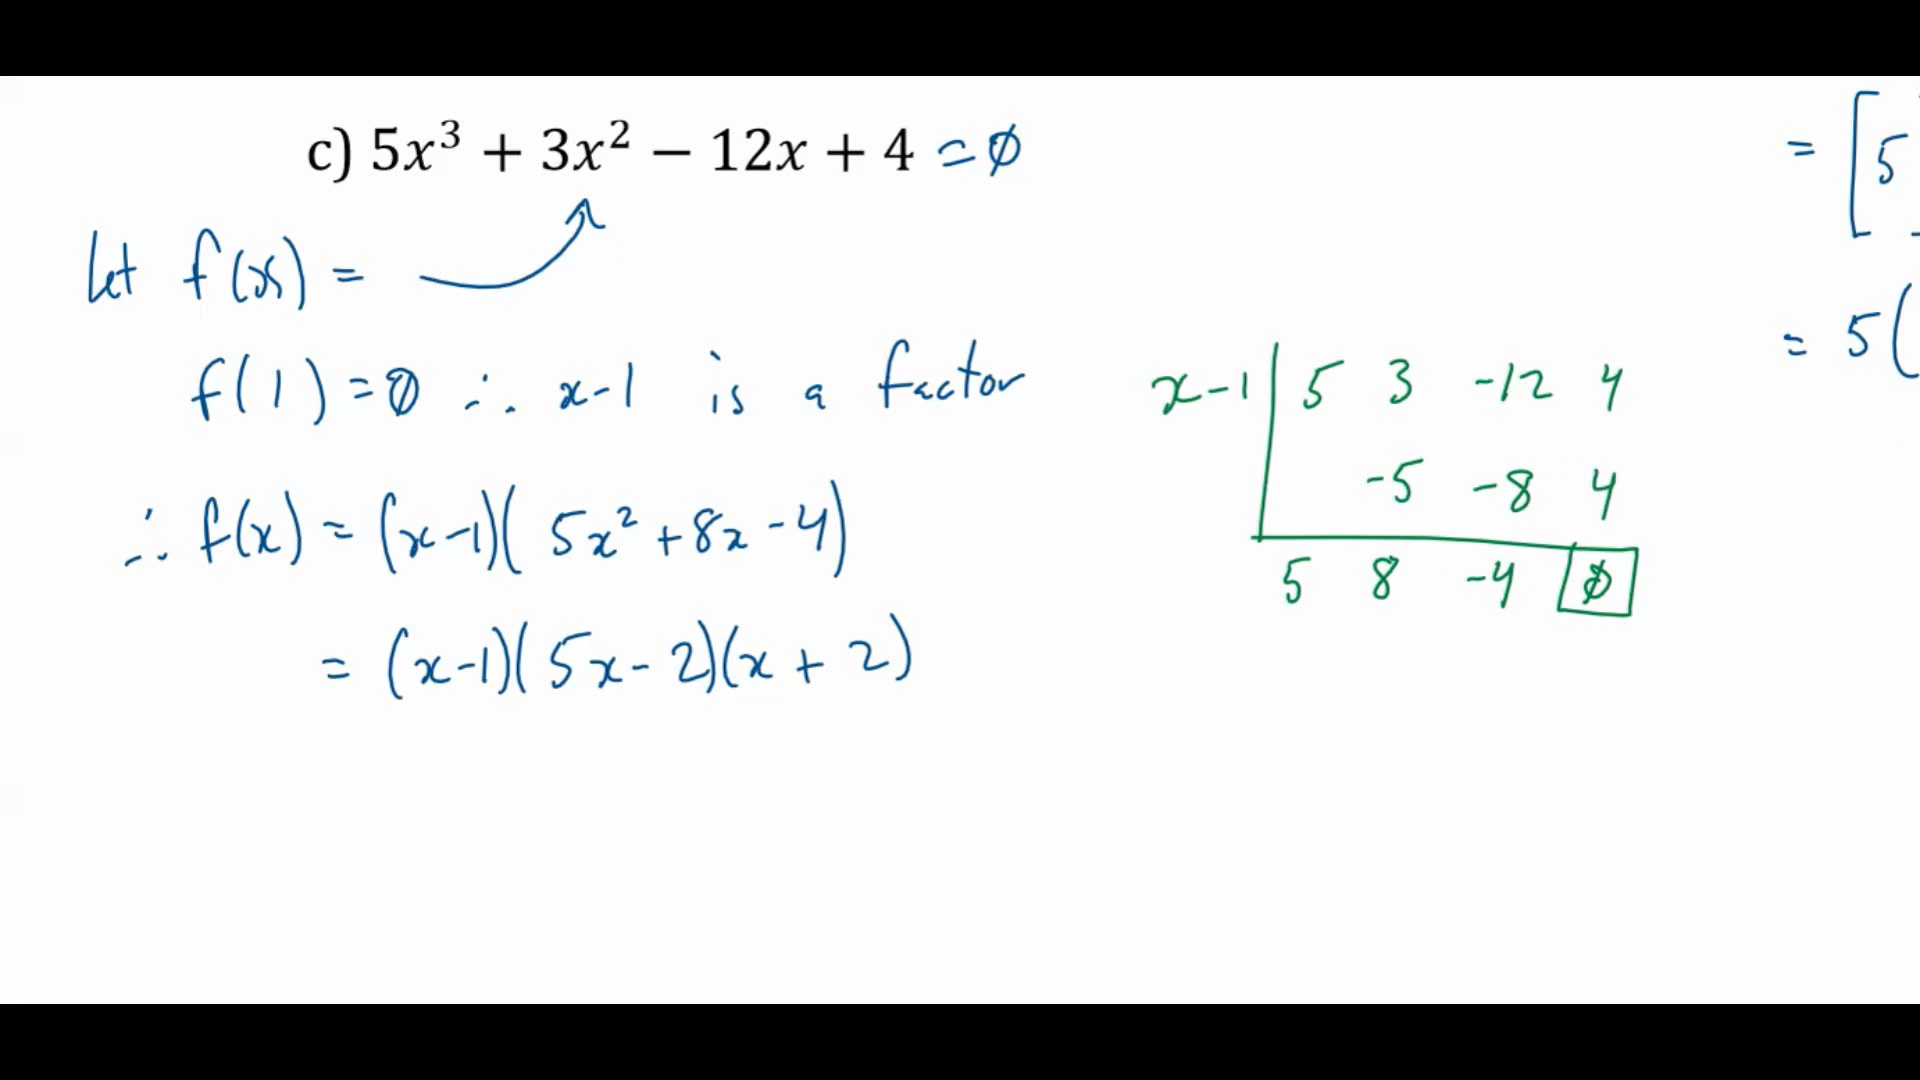 c) 5x³ + 3x² − 12x + 4 = ∅
let f(x) =
f(1) = ∅ ∴ x-1 is a factor
∴ f(x) = (x-1)( 5x² + 8x - 4)
= (x-1)( 5x - 2)(x + 2)
x-1 | 5 3 -12 4
-5 -8 4
5 8 -4 ∅
= [5
= 5(